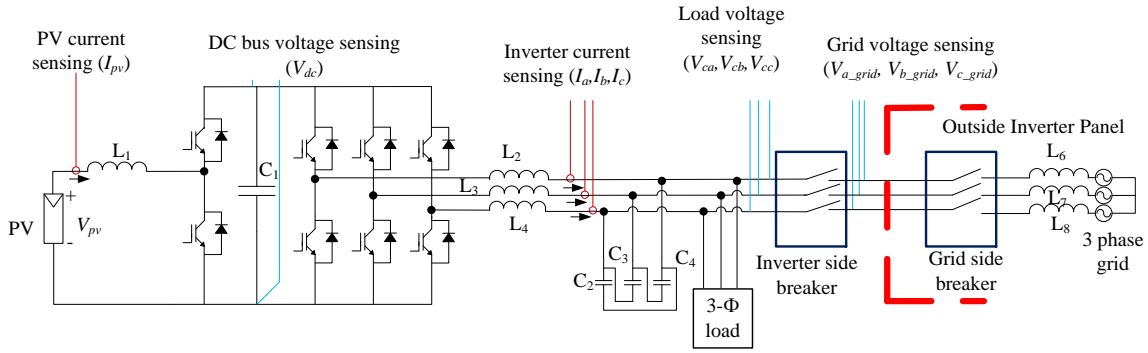 PV current
sensing (Ipv)
DC bus voltage sensing
(Vdc)
Inverter current
sensing (Ia,Ib,Ic)
Load voltage
sensing
(Vca,Vcb,Vcc)
Grid voltage sensing
(Va_grid, Vb_grid, Vc_grid)
Outside Inverter Panel
L1
C1
L2
L3
L4
L6
L7
L8
PV
+
Vpv
-
C2
C3
C4
3-Φ
load
Inverter side
breaker
Grid side
breaker
3 phase
grid